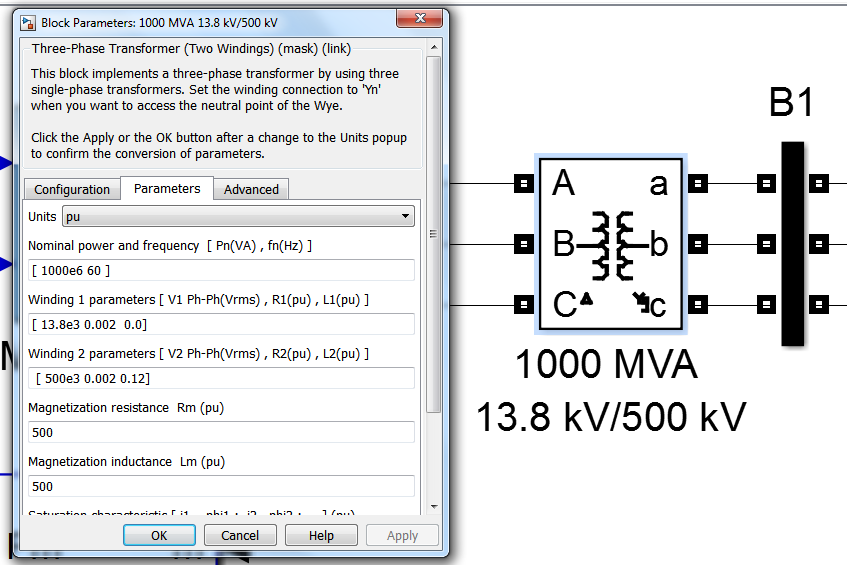 Block Parameters: 1000 MVA 13.8 kV/500 kV
Three-Phase Transformer (Two Windings) (mask) (link)
This block implements a three-phase transformer by using three
single-phase transformers. Set the winding connection to 'Yn'
when you want to access the neutral point of the Wye.
Click the Apply or the OK button after a change to the Units popup
to confirm the conversion of parameters.
Configuration Parameters Advanced
Units pu
Nominal power and frequency [ Pn(VA) , fn(Hz) ]
[ 1000e6 60 ]
Winding 1 parameters [ V1 Ph-Ph(Vrms) , R1(pu) , L1(pu) ]
[ 13.8e3 0.002 0.0]
Winding 2 parameters [ V2 Ph-Ph(Vrms) , R2(pu) , L2(pu) ]
[ 500e3 0.002 0.12]
Magnetization resistance Rm (pu)
500
Magnetization inductance Lm (pu)
500
Saturation characteristic [ i1 , phi1 ; i2 , phi2 ; ... ] (pu)
OK Cancel Help Apply
B1
A a
B b
C c
1000 MVA
13.8 kV/500 kV